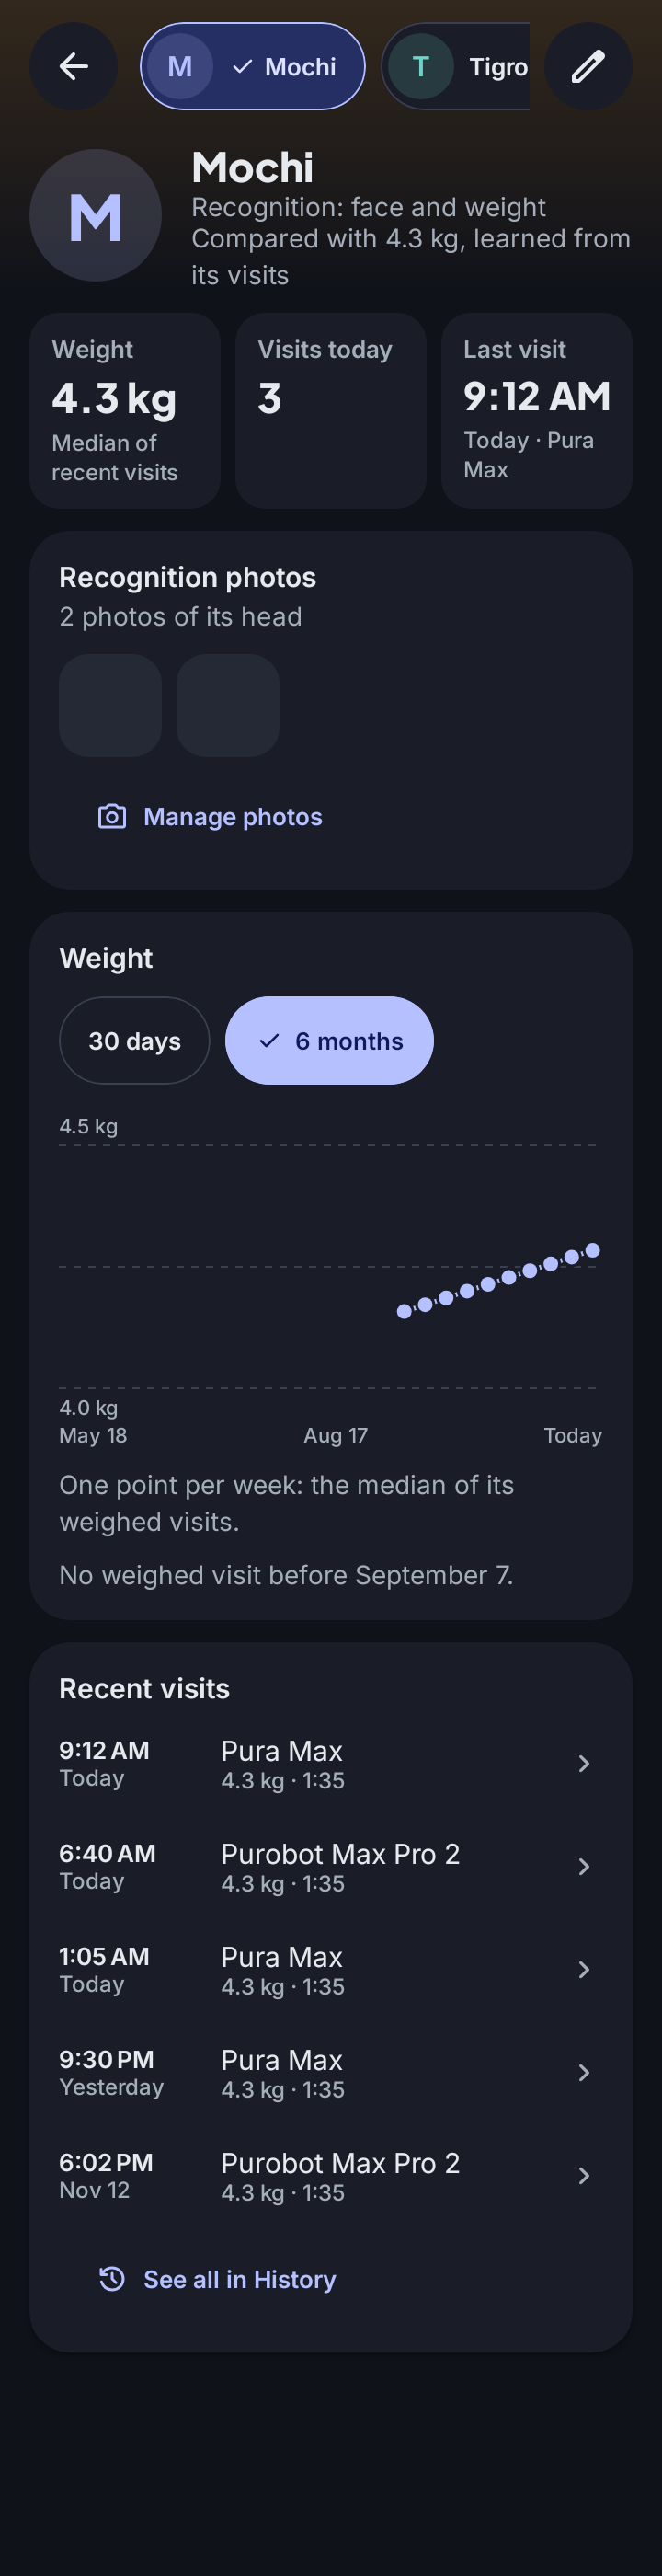 M
Mochi
T
Tigro
M
Mochi
Recognition: face and weight
Compared with 4.3 kg, learned from
its visits
Weight
4.3 kg
Median of
recent visits
Visits today
3
Last visit
9:12 AM
Today · Pura
Max
Recognition photos
2 photos of its head
Manage photos
Weight
30 days
6 months
4.5 kg
4.0 kg
May 18
Aug 17
Today
One point per week: the median of its
weighed visits.
No weighed visit before September 7.
Recent visits
9:12 AM
Today
Pura Max
4.3 kg · 1:35
6:40 AM
Today
Purobot Max Pro 2
4.3 kg · 1:35
1:05 AM
Today
Pura Max
4.3 kg · 1:35
9:30 PM
Yesterday
Pura Max
4.3 kg · 1:35
6:02 PM
Nov 12
Purobot Max Pro 2
4.3 kg · 1:35
See all in History